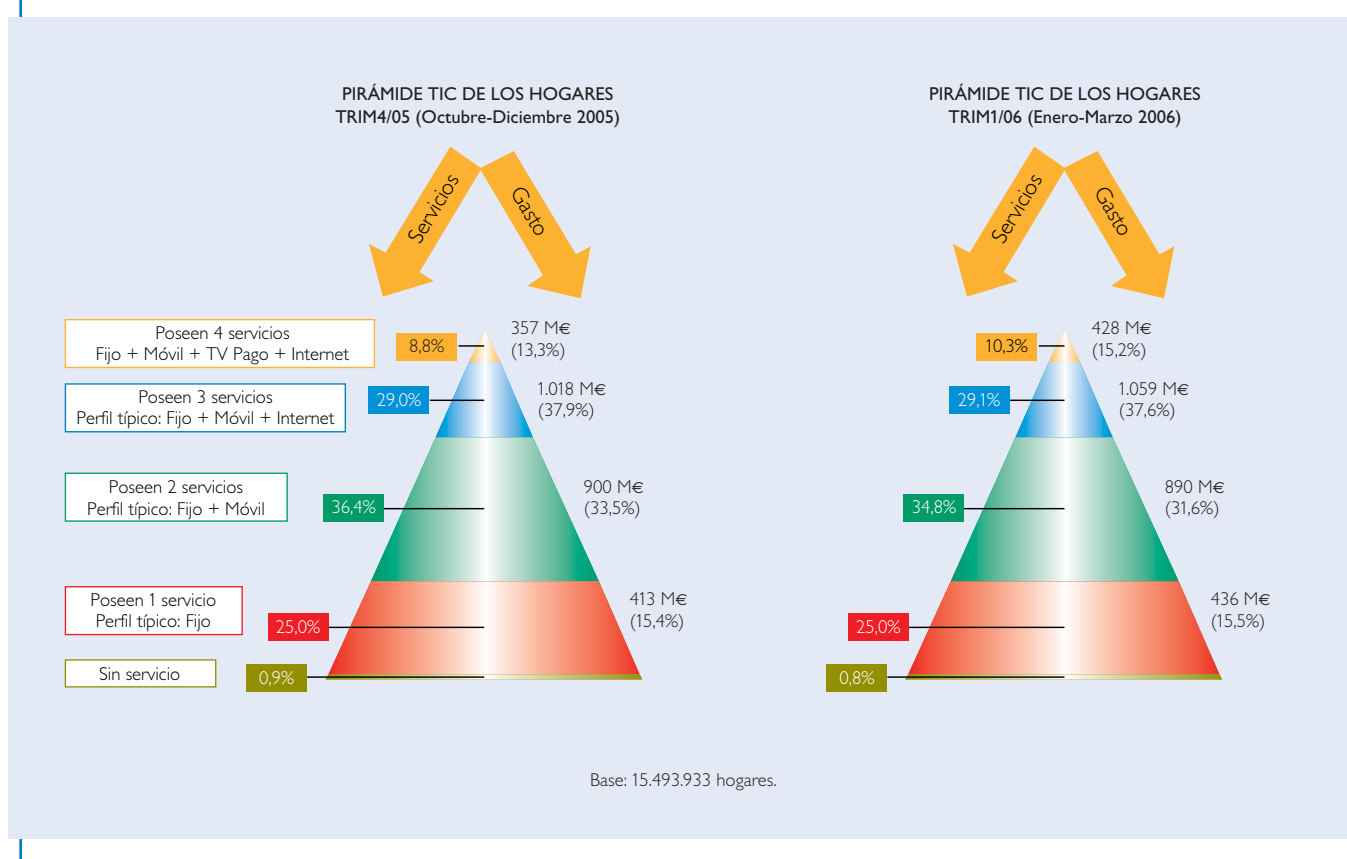 PIRÁMIDE TIC DE LOS HOGARES
TRIM4/05 (Octubre-Diciembre 2005)
Servicios
Gasto
Poseen 4 servicios
Fijo + Móvil + TV Pago + Internet
8,8%
357 M€
(13,3%)
Poseen 3 servicios
Perfil típico: Fijo + Móvil + Internet
29,0%
1.018 M€
(37,9%)
Poseen 2 servicios
Perfil típico: Fijo + Móvil
36,4%
900 M€
(33,5%)
Poseen 1 servicio
Perfil típico: Fijo
25,0%
413 M€
(15,4%)
Sin servicio
0,9%
PIRÁMIDE TIC DE LOS HOGARES
TRIM1/06 (Enero-Marzo 2006)
Servicios
Gasto
10,3%
428 M€
(15,2%)
29,1%
1.059 M€
(37,6%)
34,8%
890 M€
(31,6%)
25,0%
436 M€
(15,5%)
0,8%
Base: 15.493.933 hogares.